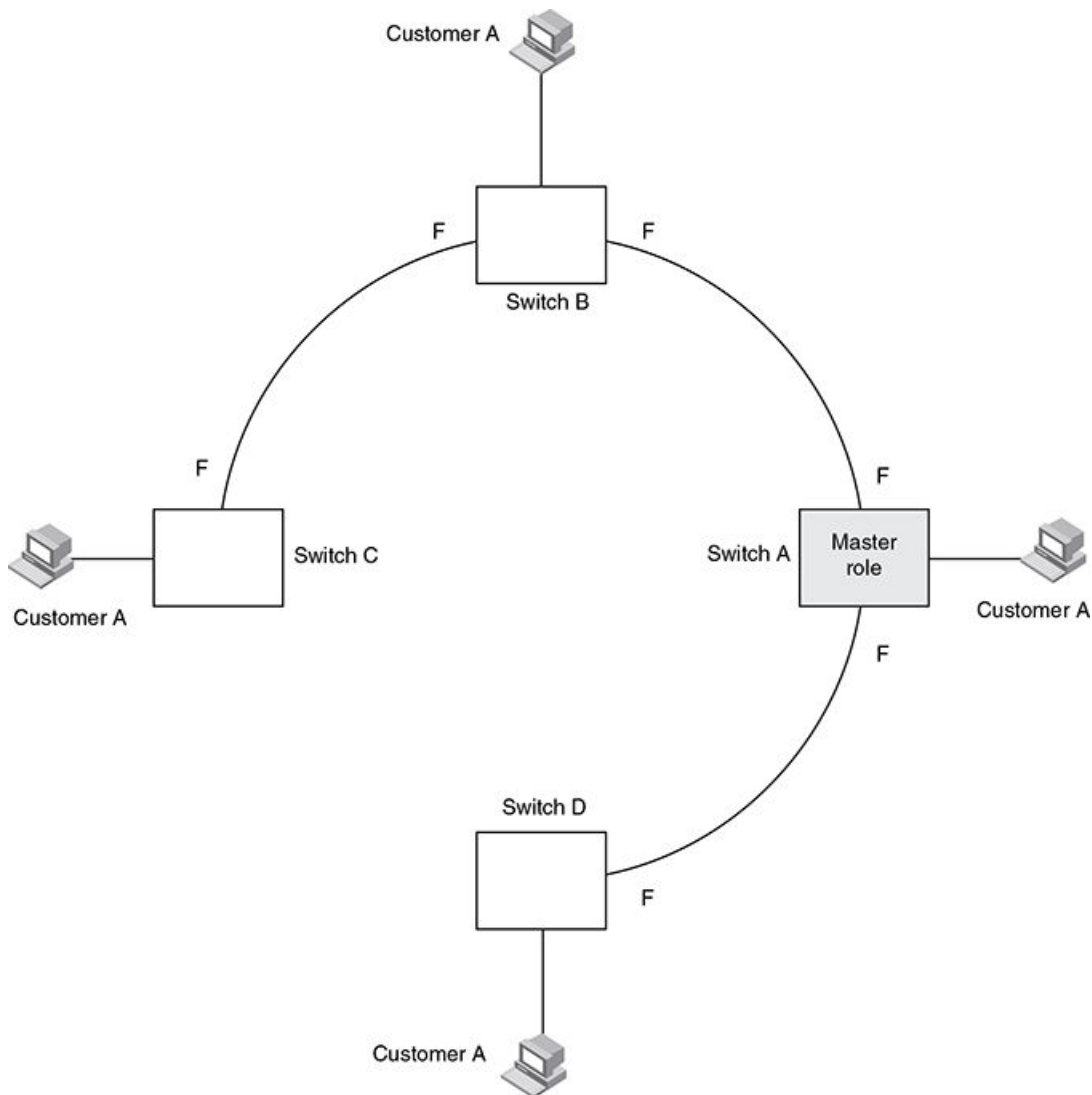 Customer A
F
F
Switch B
F
F
Customer A
Switch C
Switch A
Master
role
Customer A
F
Switch D
F
Customer A